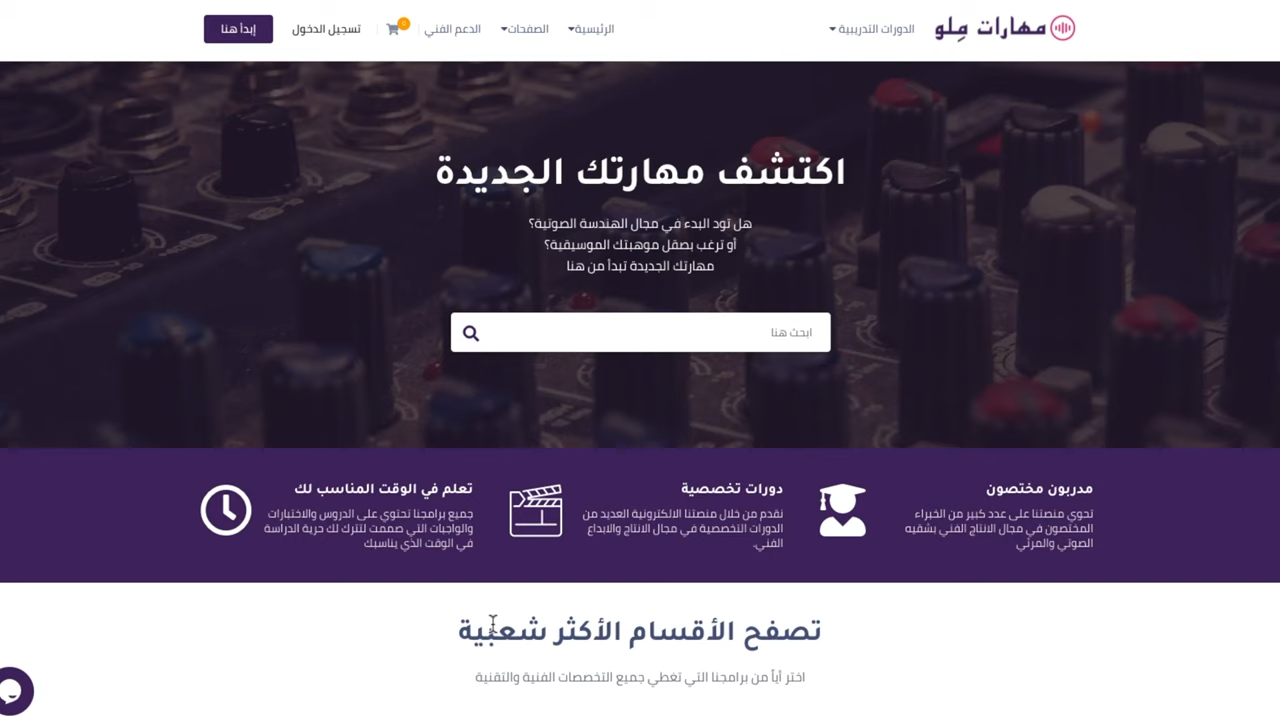 مهارات مِلو
الدورات التدريبية
الرئيسية
الصفحات
الدعم الفني
0
تسجيل الدخول
إبدأ هنا
اكتشف مهارتك الجديدة
هل تود البدء في مجال الهندسة الصوتية؟
أو ترغب بصقل موهبتك الموسيقية؟
مهارتك الجديدة تبدأ من هنا
ابحث هنا
مدربون مختصون
تحوي منصتنا على عدد كبير من الخبراء
المختصون في مجال الانتاج الفني بشقيه
الصوتي والمرئي
دورات تخصصية
نقدم من خلال منصتنا الالكترونية العديد من
الدورات التخصصية في مجال الانتاج والابداع
الفني.
تعلم في الوقت المناسب لك
جميع برامجنا تحتوي على الدروس والاختبارات
والواجبات التي صممت لتترك لك حرية الدراسة
في الوقت الذي يناسبك
تصفح الأقسام الأكثر شعبية
اختر أياً من برامجنا التي تغطي جميع التخصصات الفنية والتقنية